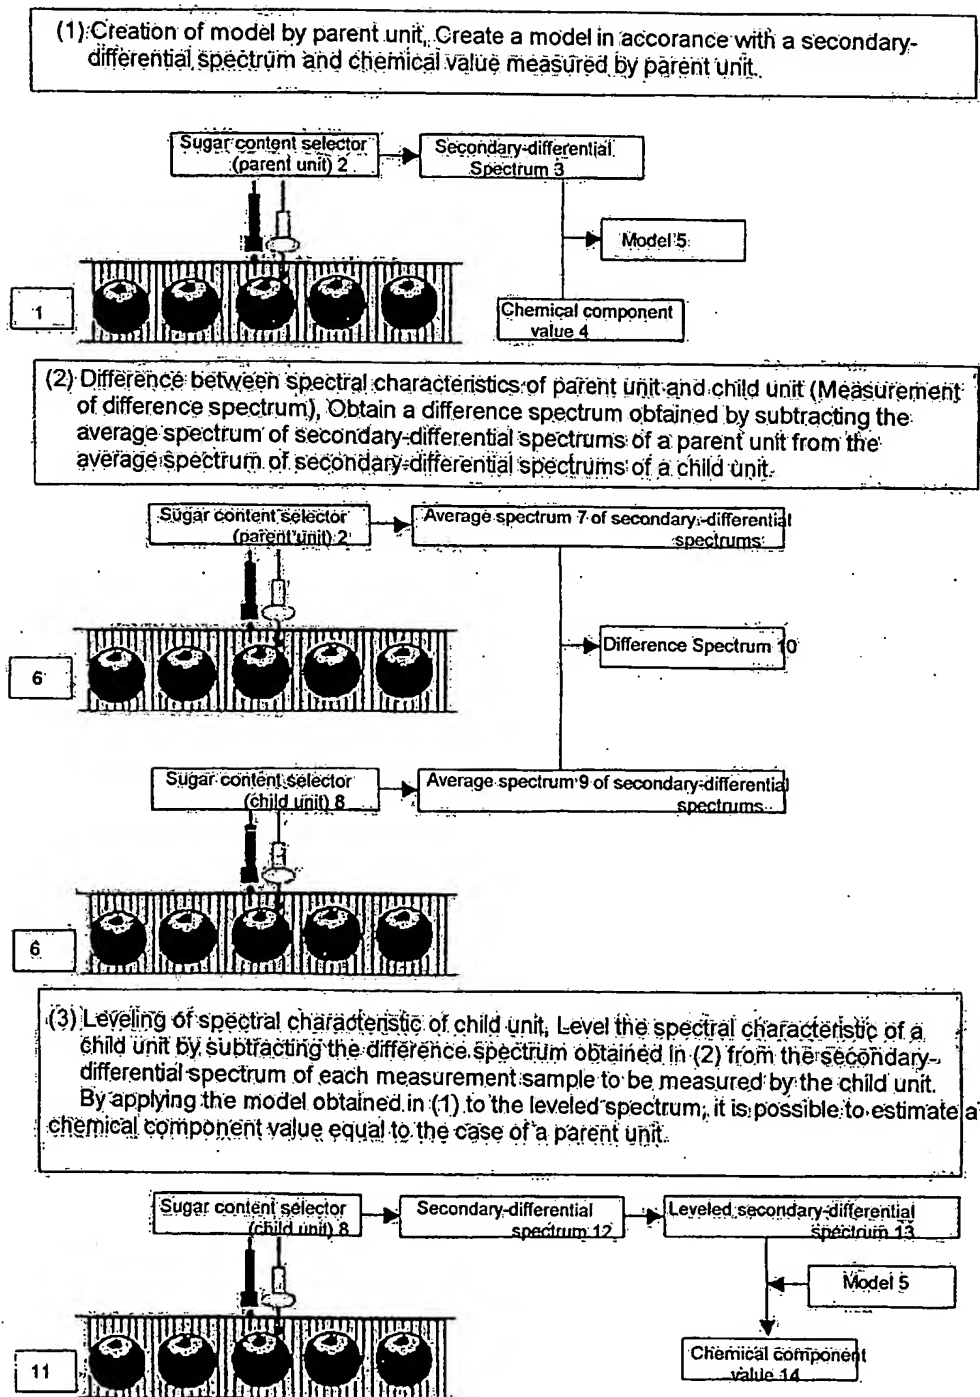 (1) Creation of model by parent unit, Create a model in accorance with a secondary-
differential spectrum and chemical value measured by parent unit.
Sugar content selector
(parent unit) 2
Secondary-differential
Spectrum 3
Model 5
1
Chemical component
value 4
(2) Difference between spectral characteristics of parent unit and child unit (Measurement
of difference spectrum), Obtain a difference spectrum obtained by subtracting the
average spectrum of secondary-differential spectrums of a parent unit from the
average spectrum of secondary-differential spectrums of a child unit.
Sugar content selector
(parent unit) 2
Average spectrum 7 of secondary-differential
spectrums
Difference Spectrum 10
6
Sugar content selector
(child unit) 8
Average spectrum 9 of secondary-differential
spectrums
6
(3) Leveling of spectral characteristic of child unit, Level the spectral characteristic of a
child unit by subtracting the difference spectrum obtained in (2) from the secondary-
differential spectrum of each measurement sample to be measured by the child unit.
By applying the model obtained in (1) to the leveled spectrum, it is possible to estimate a
chemical component value equal to the case of a parent unit.
Sugar content selector
(child unit) 8
Secondary-differential
spectrum 12
Leveled secondary-differential
spectrum 13
Model 5
11
Chemical component
value 14